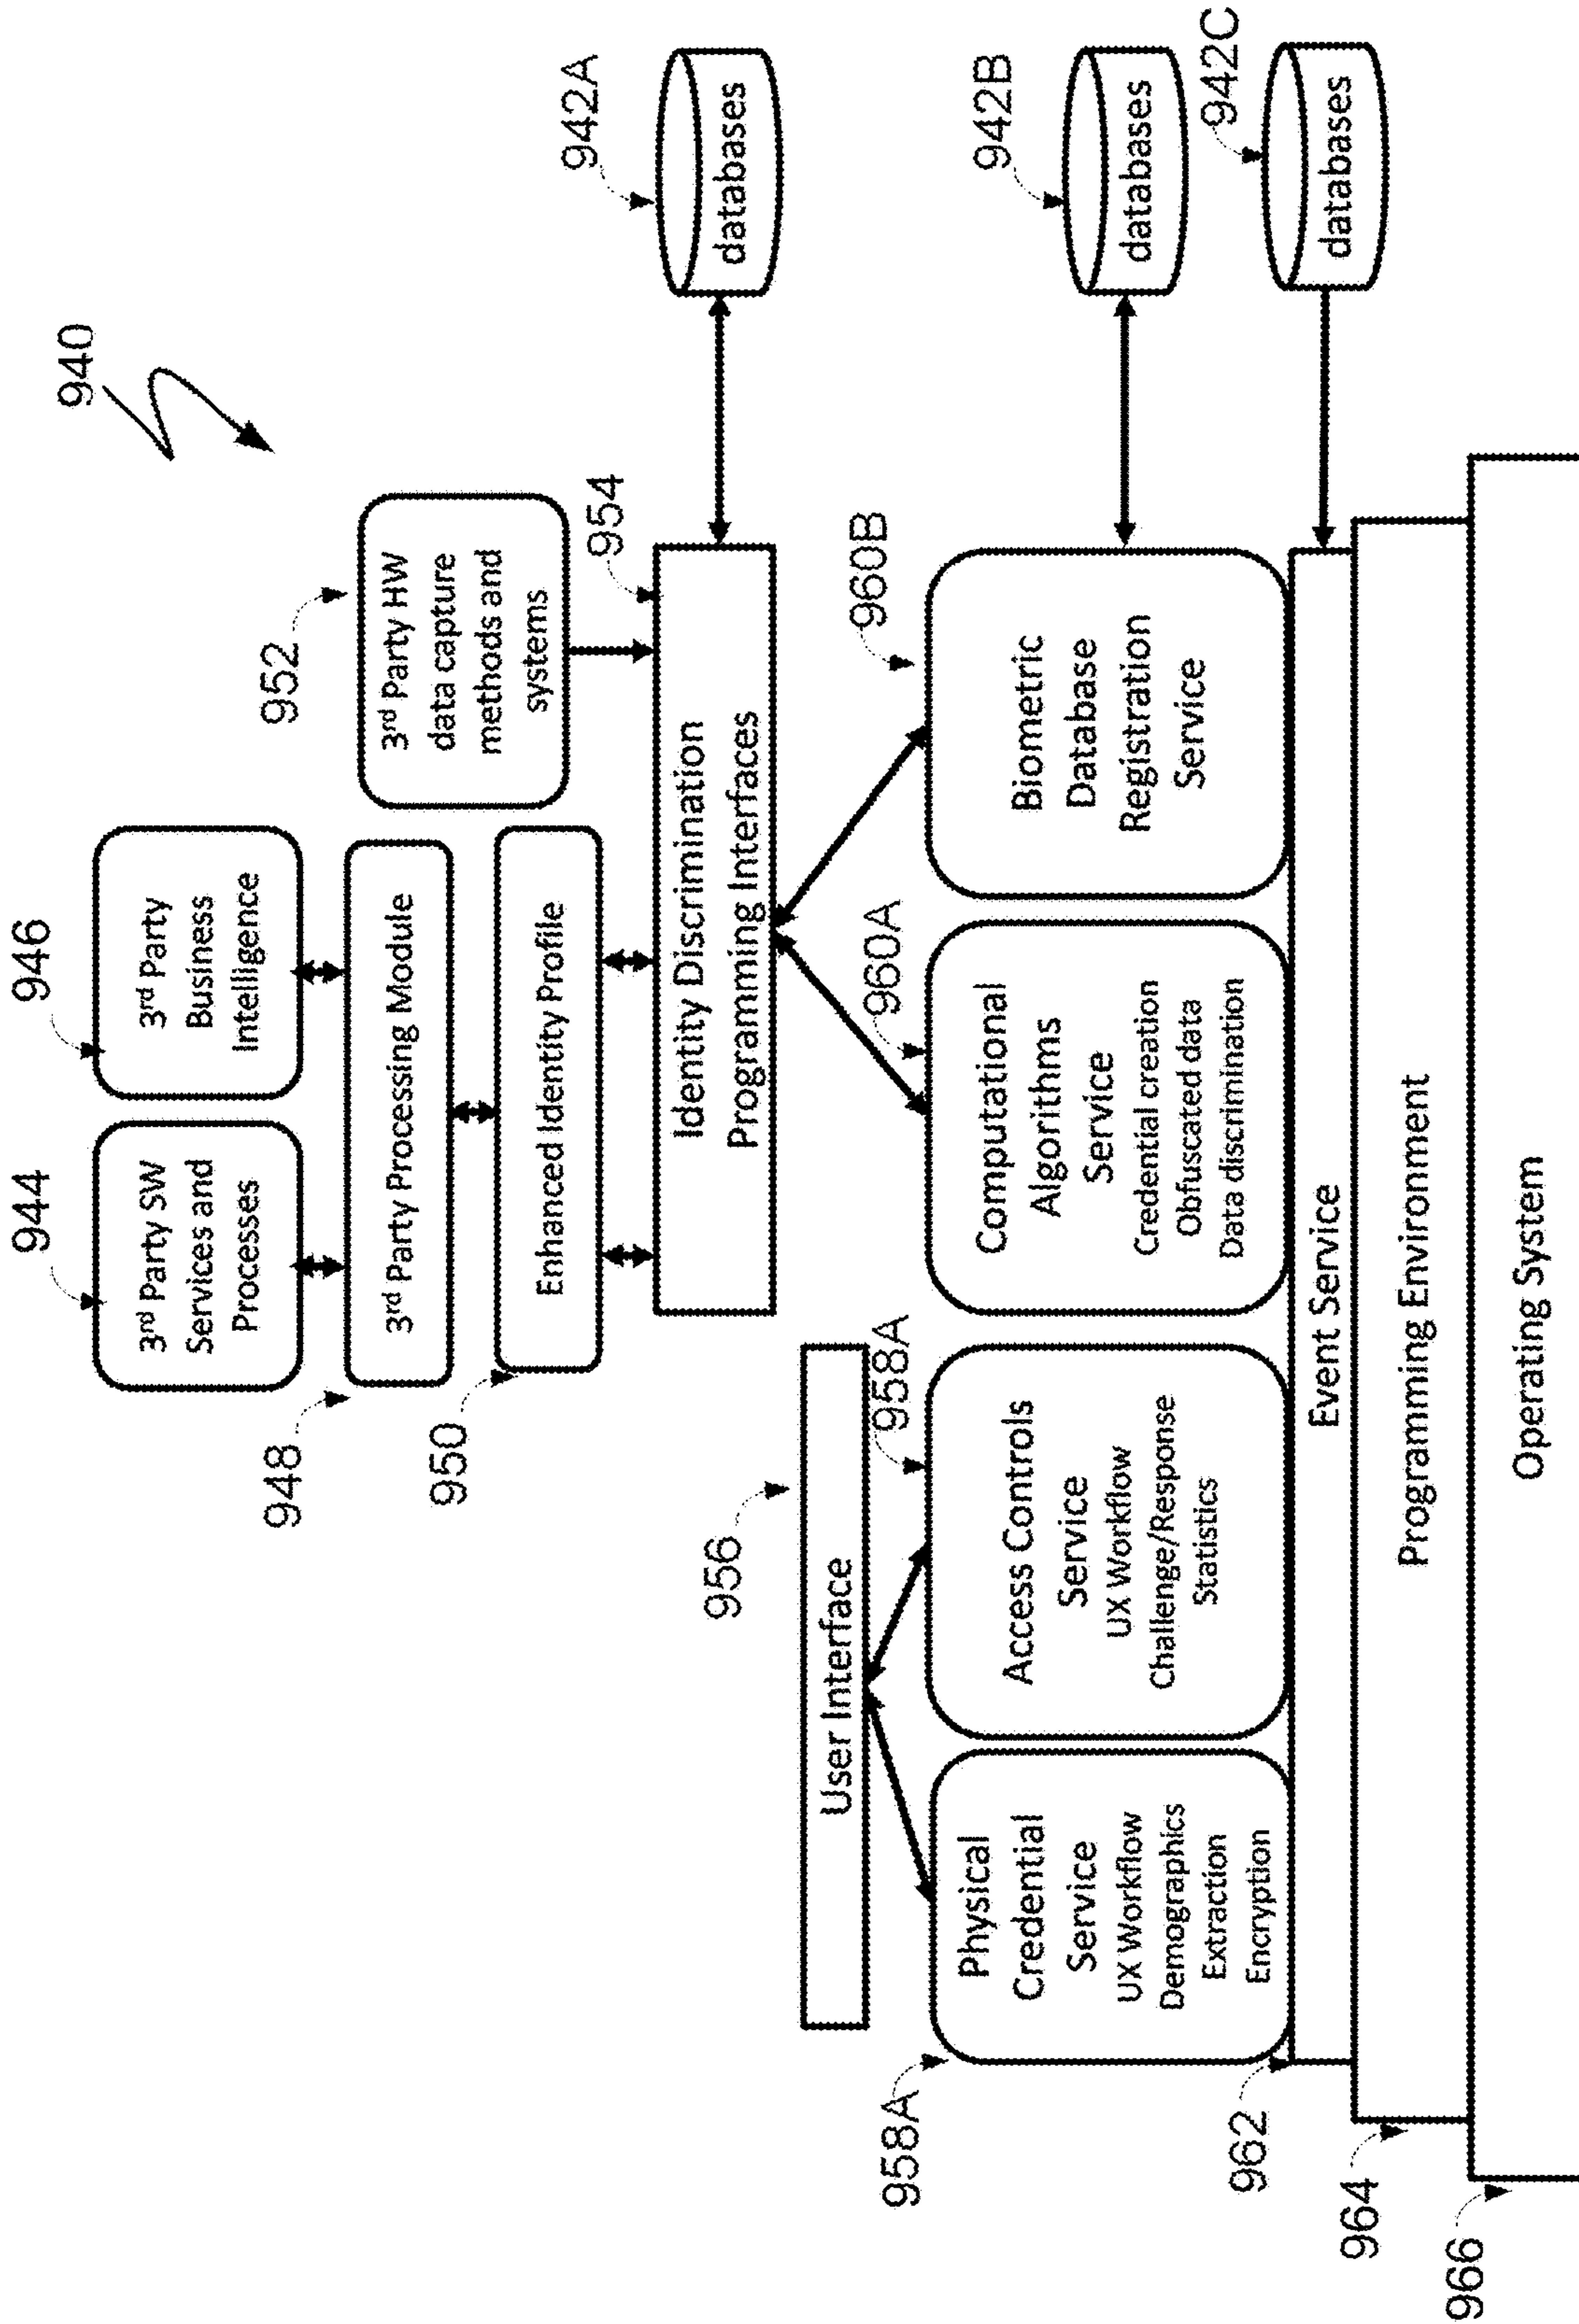 940
944
946
3rd Party SW
Services and
Processes
3rd Party
Business
Intelligence
948
3rd Party Processing Module
952
3rd Party HW
data capture
methods and
systems
950
Enhanced Identity Profile
954
Identity Discrimination
Programming Interfaces
942A
databases
956
User Interface
958A
Physical
Credential
Service
UX Workflow
Demographics
Extraction
Encryption
958A
Access Controls
Service
UX Workflow
Challenge/Response
Statistics
960A
Computational
Algorithms
Service
Credential creation
Obfuscated data
Data discrimination
960B
Biometric
Database
Registration
Service
942B
databases
942C
databases
962
Event Service
964
Programming Environment
966
Operating System